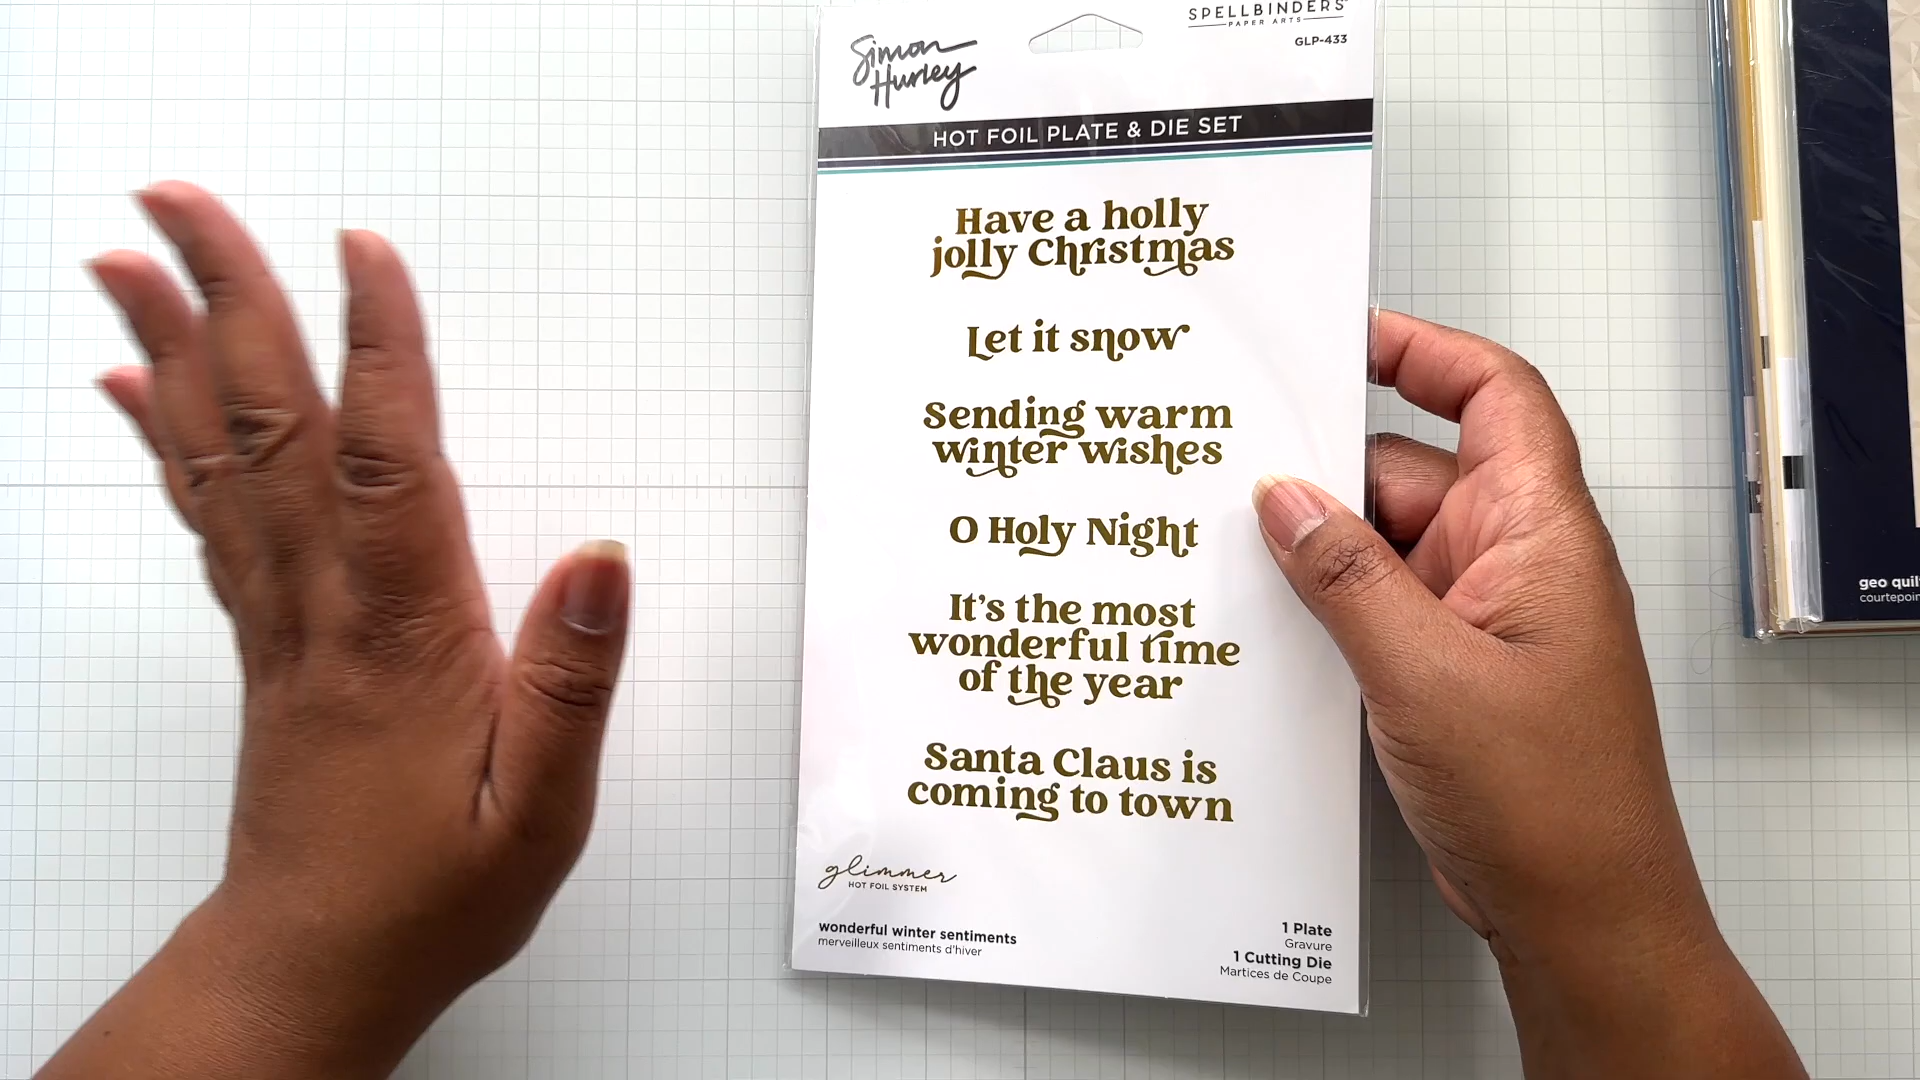 Simon
Hurley
SPELLBINDERS
PAPER ARTS
GLP-433
HOT FOIL PLATE & DIE SET
Have a holly
jolly Christmas
Let it snow
Sending warm
winter wishes
O Holy Night
It's the most
wonderful time
of the year
Santa Claus is
coming to town
glimmer
HOT FOIL SYSTEM
wonderful winter sentiments
merveilleux sentiments d'hiver
1 Plate
Gravure
1 Cutting Die
Martices de Coupe
geo